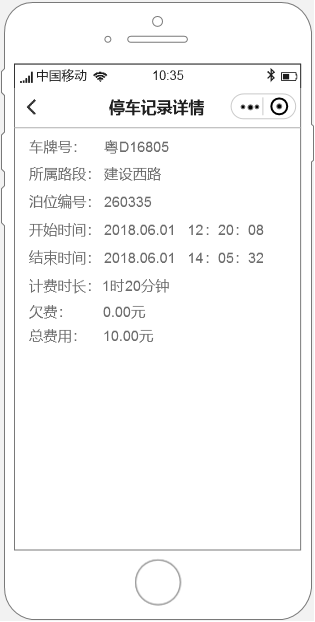 中国移动 10:35
停车记录详情
车牌号: 粤D16805
所属路段: 建设西路
泊位编号: 260335
开始时间: 2018.06.01 12: 20: 08
结束时间: 2018.06.01 14: 05: 32
计费时长: 1时20分钟
欠费: 0.00元
总费用: 10.00元